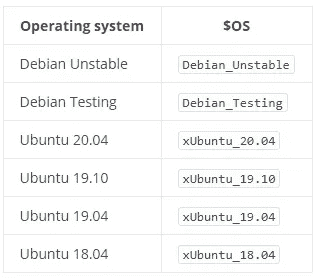 Operating system $OS
Debian Unstable Debian_Unstable
Debian Testing Debian_Testing
Ubuntu 20.04 xUbuntu_20.04
Ubuntu 19.10 xUbuntu_19.10
Ubuntu 19.04 xUbuntu_19.04
Ubuntu 18.04 xUbuntu_18.04